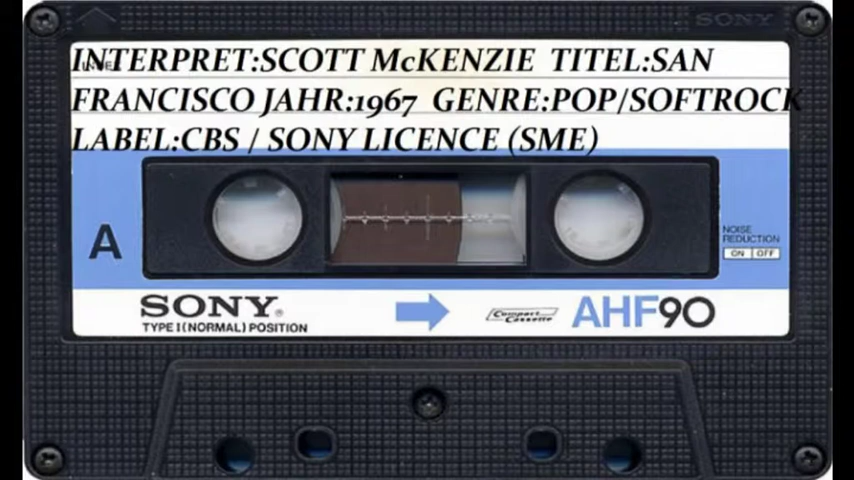 SONY
INDEX
INTERPRET:SCOTT McKENZIE TITEL:SAN
FRANCISCO JAHR:1967 GENRE:POP/SOFTROCK
LABEL:CBS / SONY LICENCE (SME)
A
NOISE
REDUCTION
ON OFF
SONY®
TYPE I (NORMAL) POSITION
Compact
Cassette
AHF90